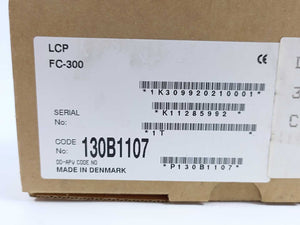 LCP
FC-300
CE
*1K309920210001*
SERIAL
No:
*K11285992*
*1T*
CODE
No: 130B1107
DD-APV CODE NO
MADE IN DENMARK
*P130B1107*